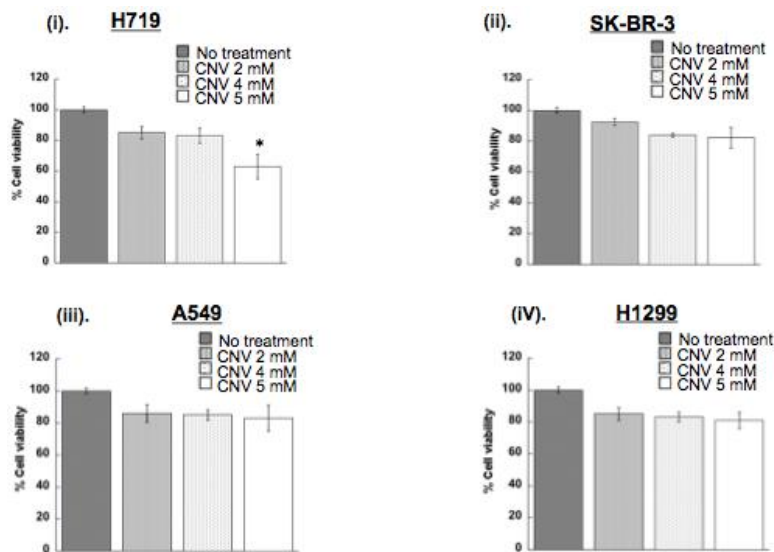 (i). H719
No treatment
CNV 2 mM
CNV 4 mM
CNV 5 mM
120
100
80
60
40
20
0
% Cell viability
*
(ii). SK-BR-3
No treatment
CNV 2 mM
CNV 4 mM
CNV 5 mM
120
100
80
60
40
20
0
% Cell viability
(iii). A549
No treatment
CNV 2 mM
CNV 4 mM
CNV 5 mM
120
100
80
60
40
20
0
% Cell viability
(iV). H1299
No treatment
CNV 2 mM
CNV 4 mM
CNV 5 mM
120
100
80
60
40
20
0
% Cell viability